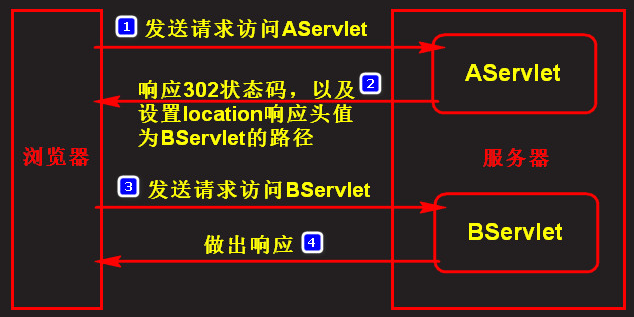 1 发送请求访问AServlet
AServlet
响应302状态码，以及 2
设置location响应头值
为BServlet的路径
浏览器
服务器
3 发送请求访问BServlet
BServlet
做出响应 4